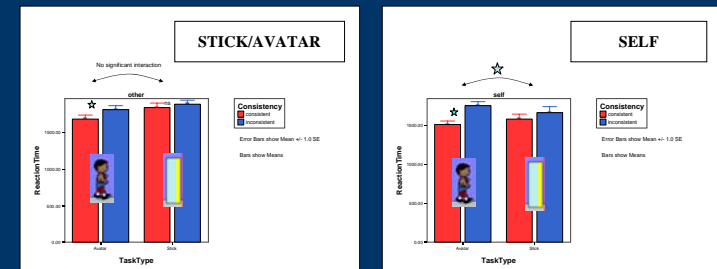 STICK/AVATAR
No significant interaction
other
1500.00
1000.00
500.00
0.00
ReactionTime
Avatar
Stick
TaskType
Consistency
consistent
inconsistent
Error Bars show Mean +/- 1.0 SE
Bars show Means
SELF
self
1500.00
1000.00
500.00
0.00
ReactionTime
Avatar
Stick
TaskType
Consistency
consistent
inconsistent
Error Bars show Mean +/- 1.0 SE
Bars show Means